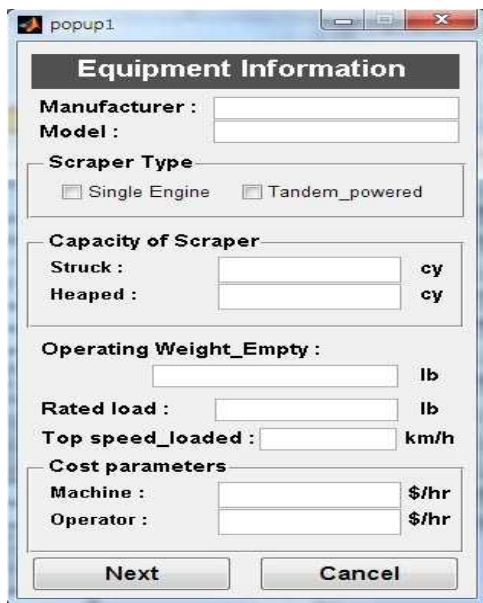 popup1
Equipment Information
Manufacturer :
Model :
Scraper Type
Single Engine Tandem_powered
Capacity of Scraper
Struck : cy
Heaped : cy
Operating Weight_Empty :
lb
Rated load : lb
Top speed_loaded : km/h
Cost parameters
Machine : $/hr
Operator : $/hr
Next Cancel